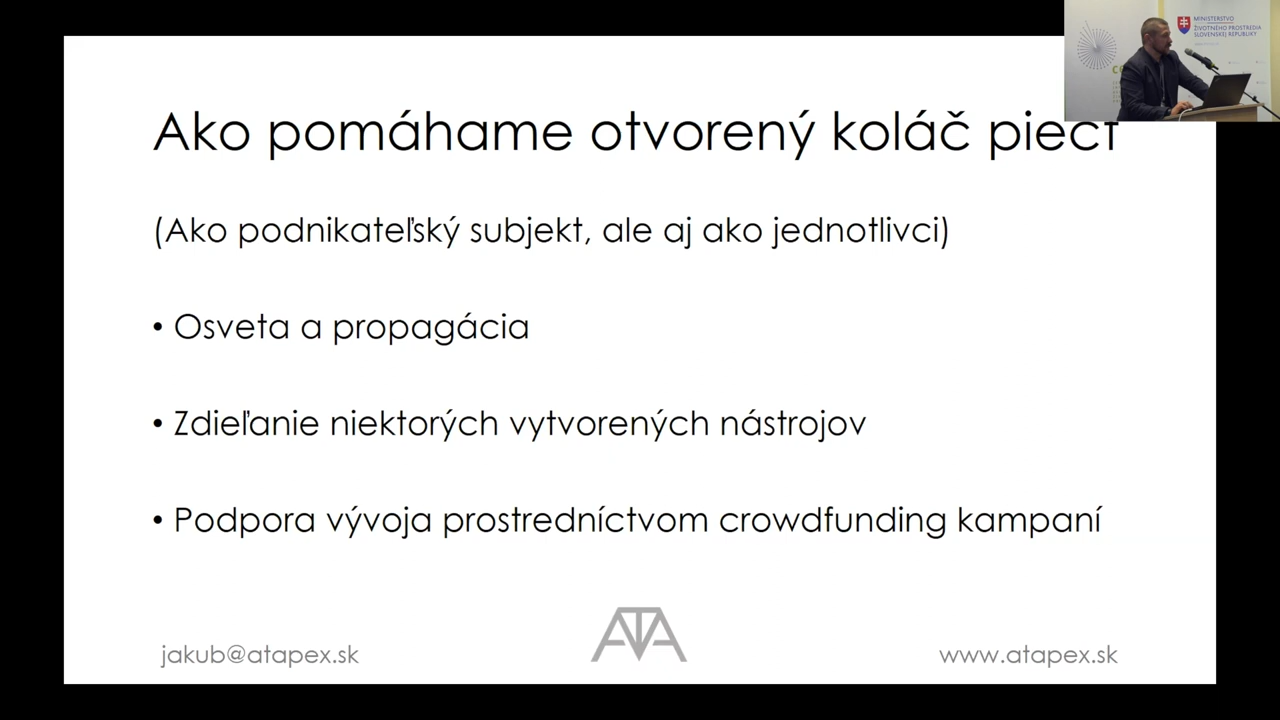 Ako pomáhame otvorený koláč piecť
(Ako podnikateľský subjekt, ale aj ako jednotlivci)
• Osveta a propagácia
• Zdieľanie niektorých vytvorených nástrojov
• Podpora vývoja prostredníctvom crowdfunding kampaní
ATA
jakub@atapex.sk
www.atapex.sk
MINISTERSTVO
ŽIVOTNÉHO PROSTREDIA
SLOVENSKEJ REPUBLIKY